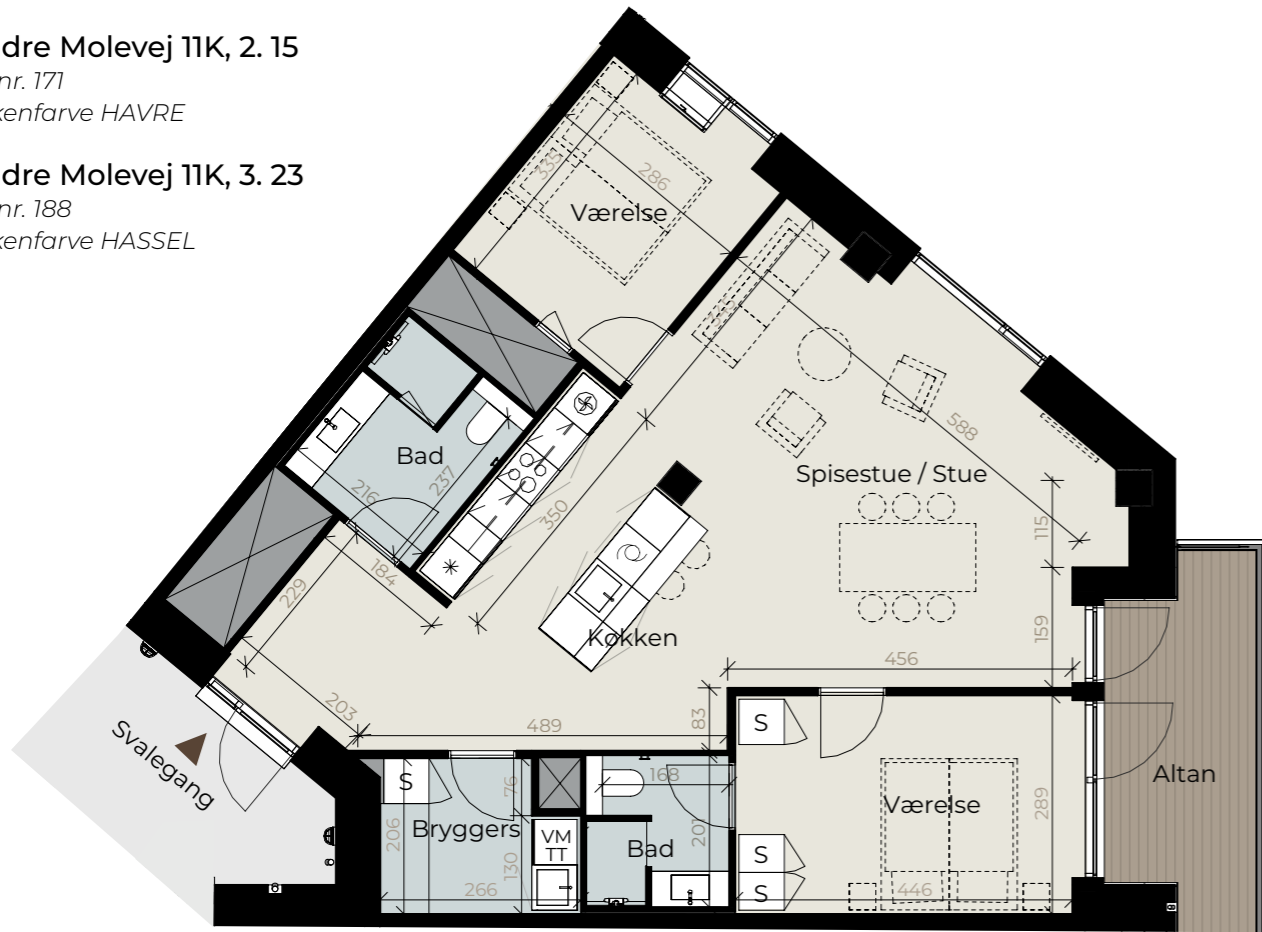 dre Molevej 11K, 2. 15
nr. 171
kenfarve HAVRE
dre Molevej 11K, 3. 23
nr. 188
kenfarve HASSEL
335
286
Værelse
335
588
Bad
237
216
350
Spisestue / Stue
115
184
229
159
Køkken
456
203
489
83
Svalegang
S
S
168
76
Altan
Værelse
289
206
Bryggers
VM
TT
201
Bad
130
S
266
446
S